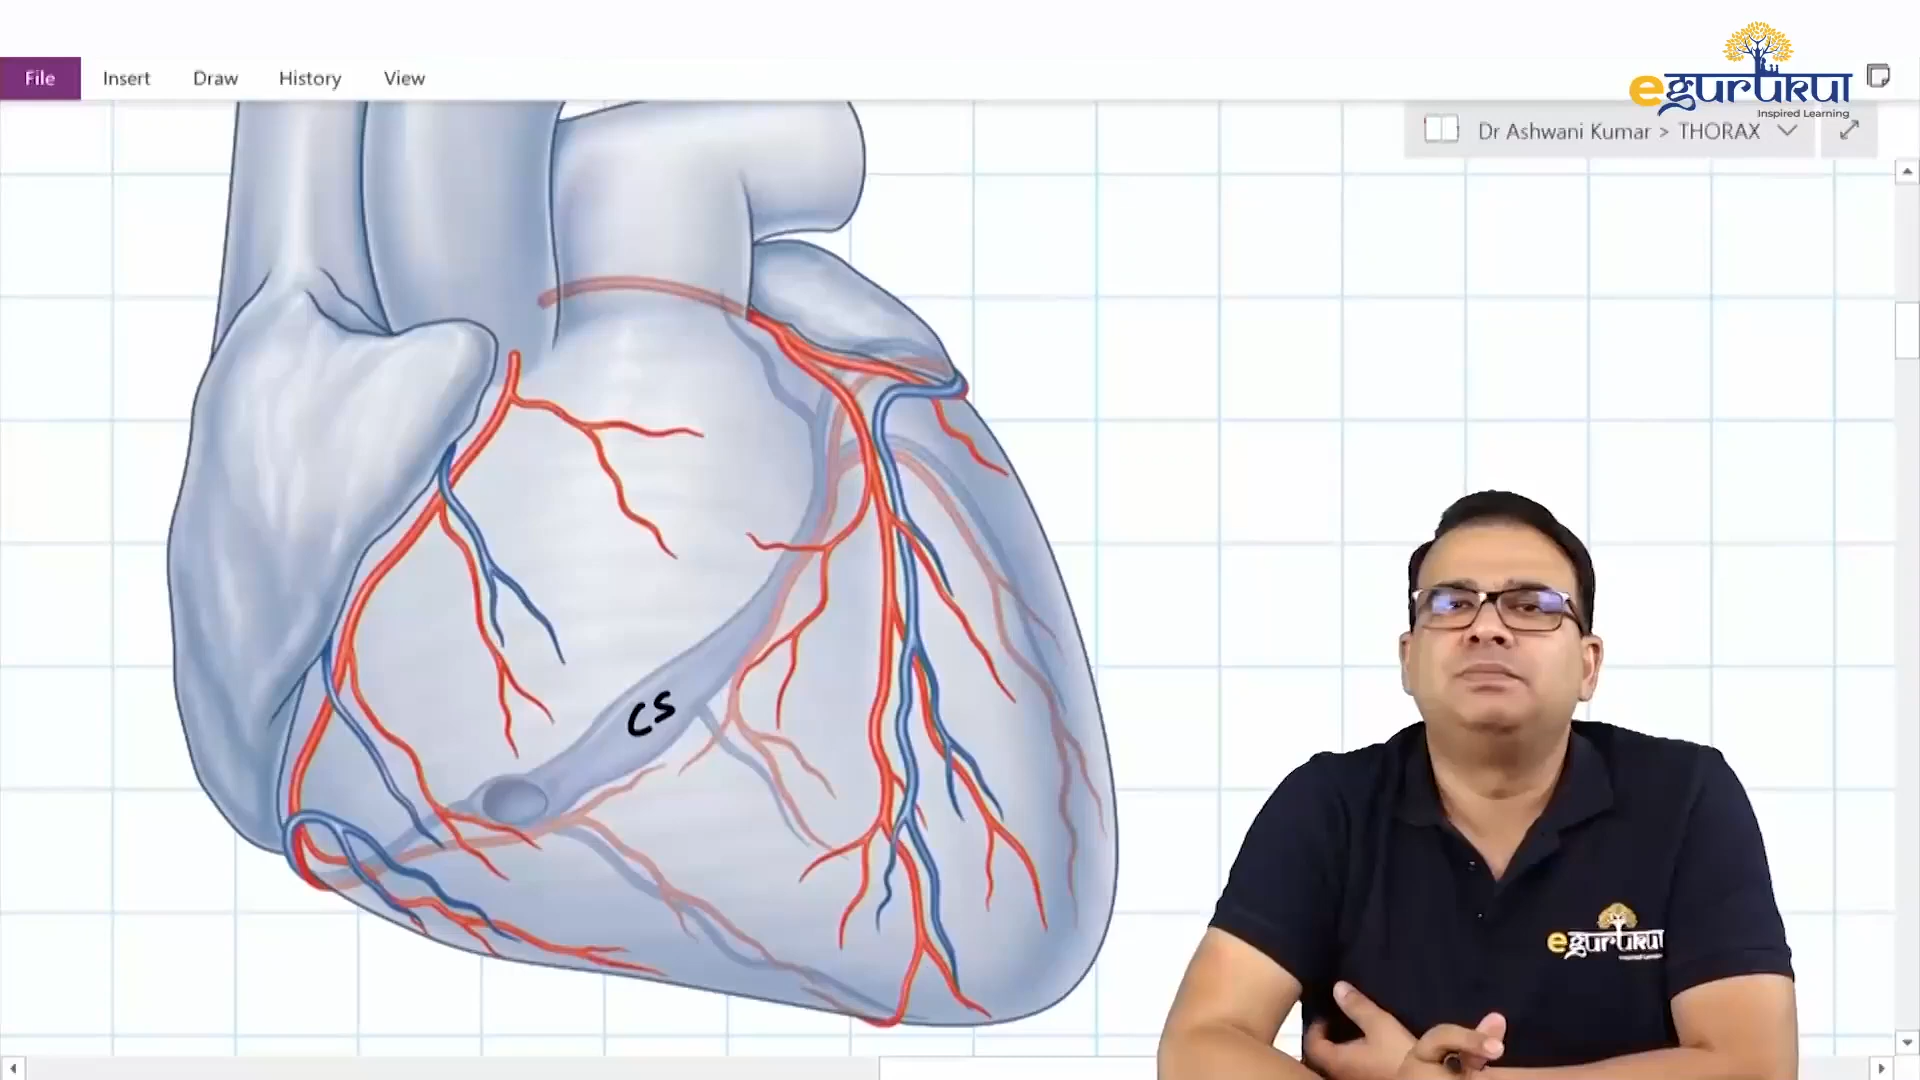 File Insert Draw History View
egurukul
Inspired Learning
Dr Ashwani Kumar > THORAX
CS
egurukul